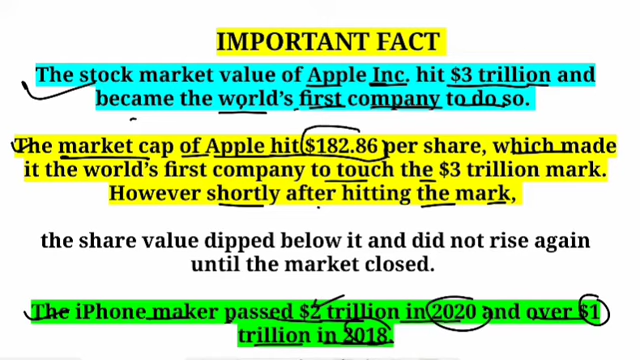 IMPORTANT FACT
The stock market value of Apple Inc. hit $3 trillion and
became the world's first company to do so.
The market cap of Apple hit $182.86 per share, which made
it the world's first company to touch the $3 trillion mark.
However shortly after hitting the mark,
the share value dipped below it and did not rise again
until the market closed.
The iPhone maker passed $2 trillion in 2020 and over $1
trillion in 2018.